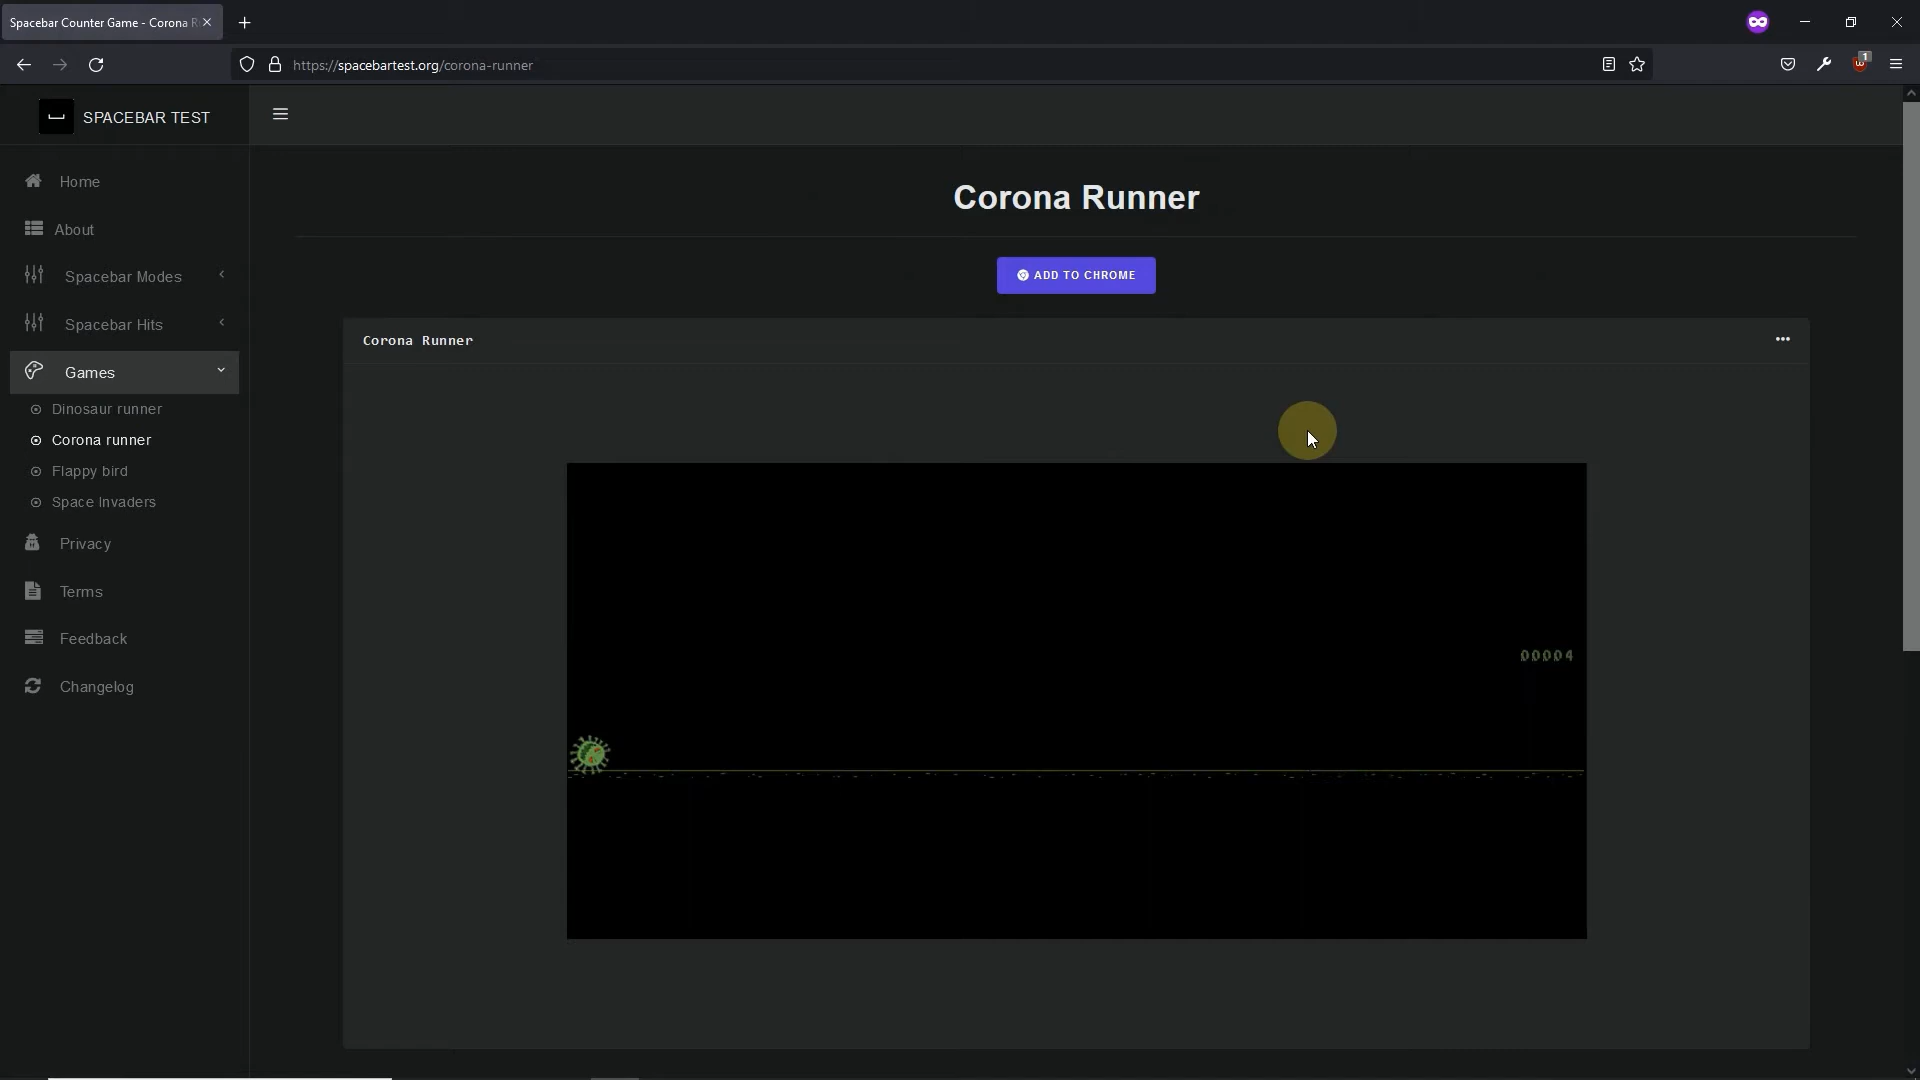 Spacebar Counter Game - Corona R
https://spacebartest.org/corona-runner
1
SPACEBAR TEST
Home
About
Spacebar Modes
Spacebar Hits
Games
Dinosaur runner
Corona runner
Flappy bird
Space Invaders
Privacy
Terms
Feedback
Changelog
Corona Runner
ADD TO CHROME
Corona Runner
00004